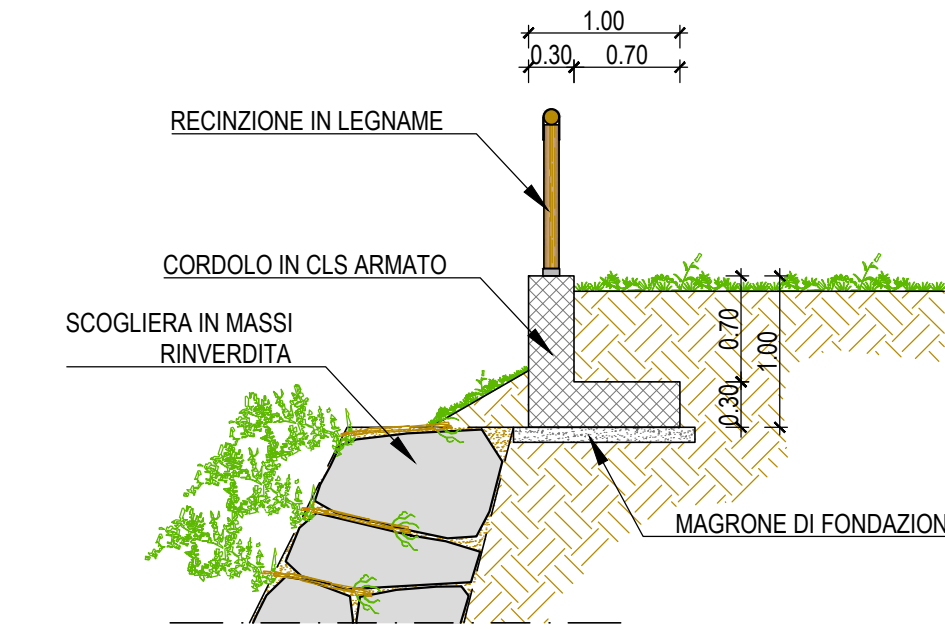 1.00
0.30 0.70
RECINZIONE IN LEGNAME
CORDOLO IN CLS ARMATO
SCOGLIERA IN MASSI
RINVERDITA
0.70
1.00
0.30
MAGRONE DI FONDAZION